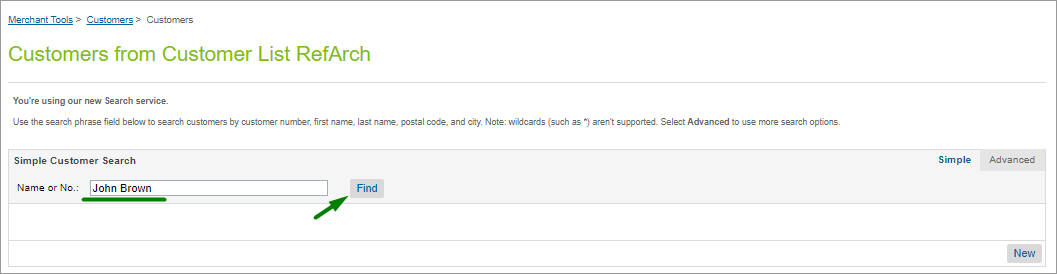 Merchant Tools > Customers > Customers
Customers from Customer List RefArch
You're using our new Search service.
Use the search phrase field below to search customers by customer number, first name, last name, postal code, and city. Note: wildcards (such as *) aren't supported. Select Advanced to use more search options.
Simple Customer Search Simple Advanced
Name or No.: John Brown Find
New